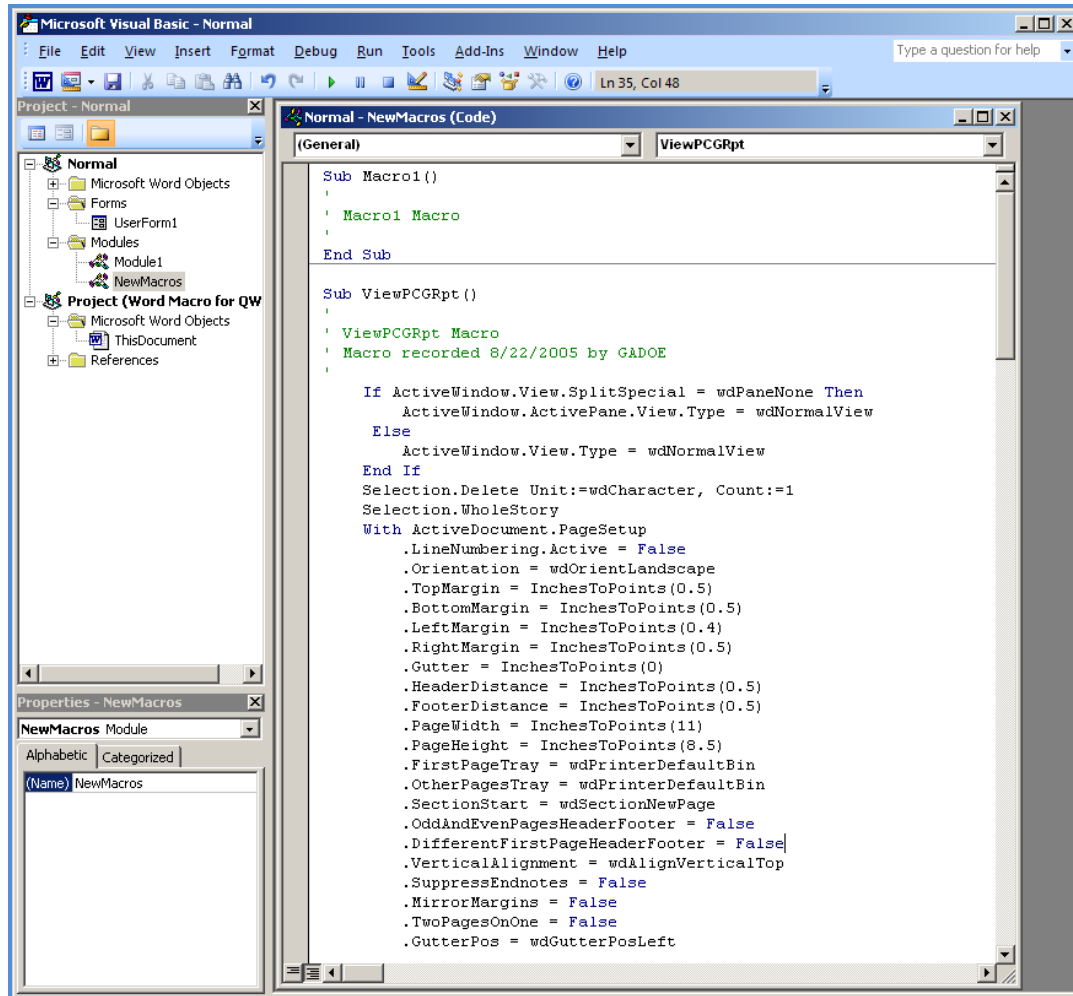 Microsoft Visual Basic - Normal
File Edit View Insert Format Debug Run Tools Add-Ins Window Help
Type a question for help
Ln 35, Col 48
Project - Normal
Normal
Microsoft Word Objects
Forms
UserForm1
Modules
Module1
NewMacros
Project (Word Macro for QW
Microsoft Word Objects
ThisDocument
References
Properties - NewMacros
NewMacros Module
Alphabetic Categorized
(Name) NewMacros
Normal - NewMacros (Code)
(General) ViewPCGRpt
Sub Macro1()
'
' Macro1 Macro
'
End Sub
Sub ViewPCGRpt()
'
' ViewPCGRpt Macro
' Macro recorded 8/22/2005 by GADOE
'
If ActiveWindow.View.SplitSpecial = wdPaneNone Then
ActiveWindow.ActivePane.View.Type = wdNormalView
Else
ActiveWindow.View.Type = wdNormalView
End If
Selection.Delete Unit:=wdCharacter, Count:=1
Selection.WholeStory
With ActiveDocument.PageSetup
.LineNumbering.Active = False
.Orientation = wdOrientLandscape
.TopMargin = InchesToPoints(0.5)
.BottomMargin = InchesToPoints(0.5)
.LeftMargin = InchesToPoints(0.4)
.RightMargin = InchesToPoints(0.5)
.Gutter = InchesToPoints(0)
.HeaderDistance = InchesToPoints(0.5)
.FooterDistance = InchesToPoints(0.5)
.PageWidth = InchesToPoints(11)
.PageHeight = InchesToPoints(8.5)
.FirstPageTray = wdPrinterDefaultBin
.OtherPagesTray = wdPrinterDefaultBin
.SectionStart = wdSectionNewPage
.OddAndEvenPagesHeaderFooter = False
.DifferentFirstPageHeaderFooter = False
.VerticalAlignment = wdAlignVerticalTop
.SuppressEndnotes = False
.MirrorMargins = False
.TwoPagesOnOne = False
.GutterPos = wdGutterPosLeft